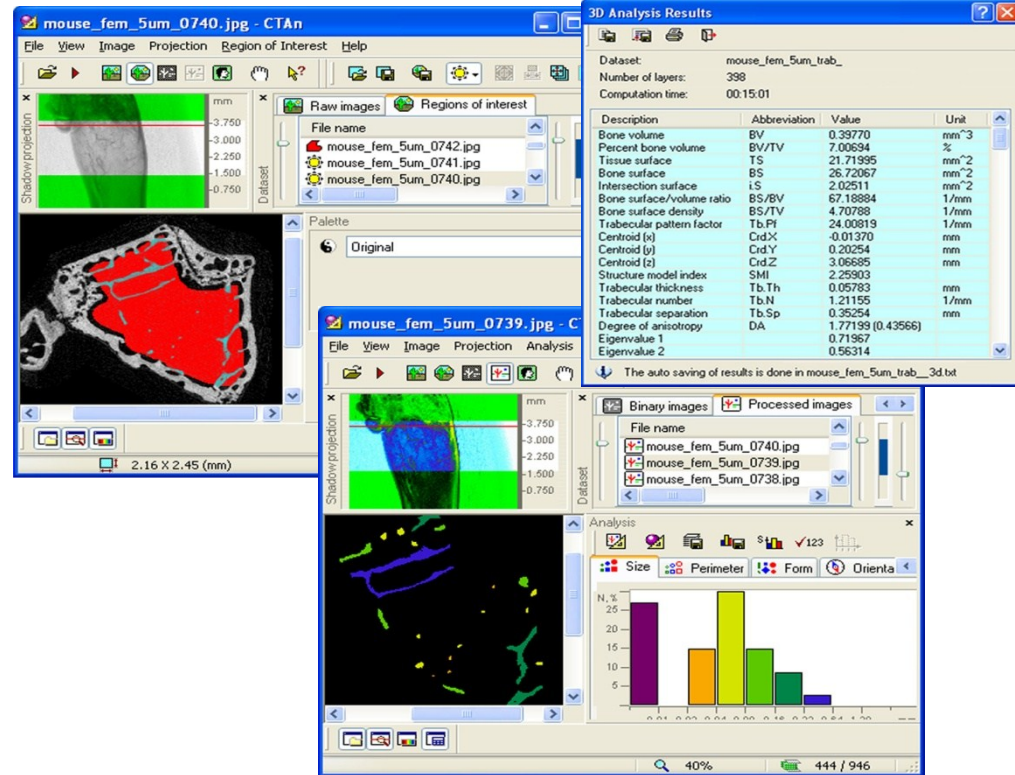 mouse_fem_5um_0740.jpg - CTAn
File View Image Projection Region of Interest Help
Shadow projection
mm
3.750
3.000
2.250
1.500
0.750
Dataset
Raw images Regions of interest
File name
mouse_fem_5um_0742.jpg
mouse_fem_5um_0741.jpg
mouse_fem_5um_0740.jpg
Palette
Original
2.16 X 2.45 (mm)
3D Analysis Results
Dataset: mouse_fem_5um_trab_
Number of layers: 398
Computation time: 00:15:01
Description Abbreviation Value Unit
Bone volume BV 0.39770 mm^3
Percent bone volume BV/TV 7.00694 %
Tissue surface TS 21.71995 mm^2
Bone surface BS 26.72067 mm^2
Intersection surface i.S 2.02511 mm^2
Bone surface/volume ratio BS/BV 67.18884 1/mm
Bone surface density BS/TV 4.70788 1/mm
Trabecular pattern factor Tb.Pf 24.00819 1/mm
Centroid (x) Crd.X -0.01370 mm
Centroid (y) Crd.Y 0.20254 mm
Centroid (z) Crd.Z 3.06685 mm
Structure model index SMI 2.25903
Trabecular thickness Tb.Th 0.05783 mm
Trabecular number Tb.N 1.21155 1/mm
Trabecular separation Tb.Sp 0.35254 mm
Degree of anisotropy DA 1.77199 (0.43566)
Eigenvalue 1 0.71967
Eigenvalue 2 0.56314
The auto saving of results is done in mouse_fem_5um_trab__3d.txt
mouse_fem_5um_0739.jpg - C
File View Image Projection Analysis
Shadow projection
mm
3.750
3.000
2.250
1.500
0.750
Dataset
Binary images Processed images
File name
mouse_fem_5um_0740.jpg
mouse_fem_5um_0739.jpg
mouse_fem_5um_0738.jpg
Analysis
123
Size Perimeter Form Orienta
N, %
25
20
15
10
5
40% 444 / 946